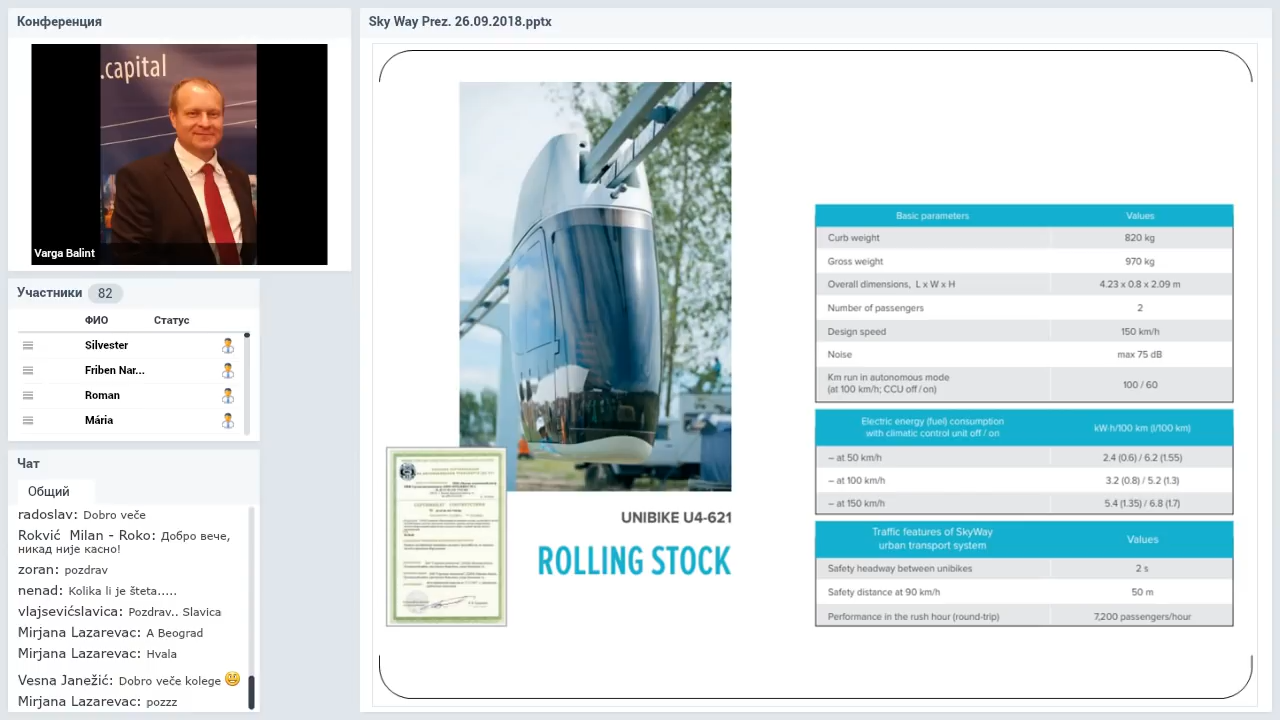 Конференция
.capital
Varga Balint
Участники 82
ФИО Статус
Silvester
Friben Nar...
Roman
Mária
Чат
Общий
radoslav: Dobro veče
Roksić Milan - Roks: Добро вече,
никад није касно!
zoran: pozdrav
nenad: Kolika li je šteta.....
vlajsevićslavica: Pozdrav.. Slavica
Mirjana Lazarevac: A Beograd
Mirjana Lazarevac: Hvala
Vesna Janežić: Dobro veče kolege
Mirjana Lazarevac: pozzz
Sky Way Prez. 26.09.2018.pptx
UNIBIKE U4-621
ROLLING STOCK
Basic parameters Values
Curb weight 820 kg
Gross weight 970 kg
Overall dimensions, L x W x H 4.23 x 0.8 x 2.09 m
Number of passengers 2
Design speed 150 km/h
Noise max 75 dB
Km run in autonomous mode
(at 100 km/h; CCU off / on) 100 / 60
Electric energy (fuel) consumption
with climatic control unit off / on kW·h/100 km (l/100 km)
– at 50 km/h 2.4 (0.6) / 6.2 (1.55)
– at 100 km/h 3.2 (0.8) / 5.2 (1.3)
– at 150 km/h 5.4 (1.35) / 6.8 (1.7)
Traffic features of SkyWay
urban transport system Values
Safety headway between unibikes 2 s
Safety distance at 90 km/h 50 m
Performance in the rush hour (round-trip) 7,200 passengers/hour